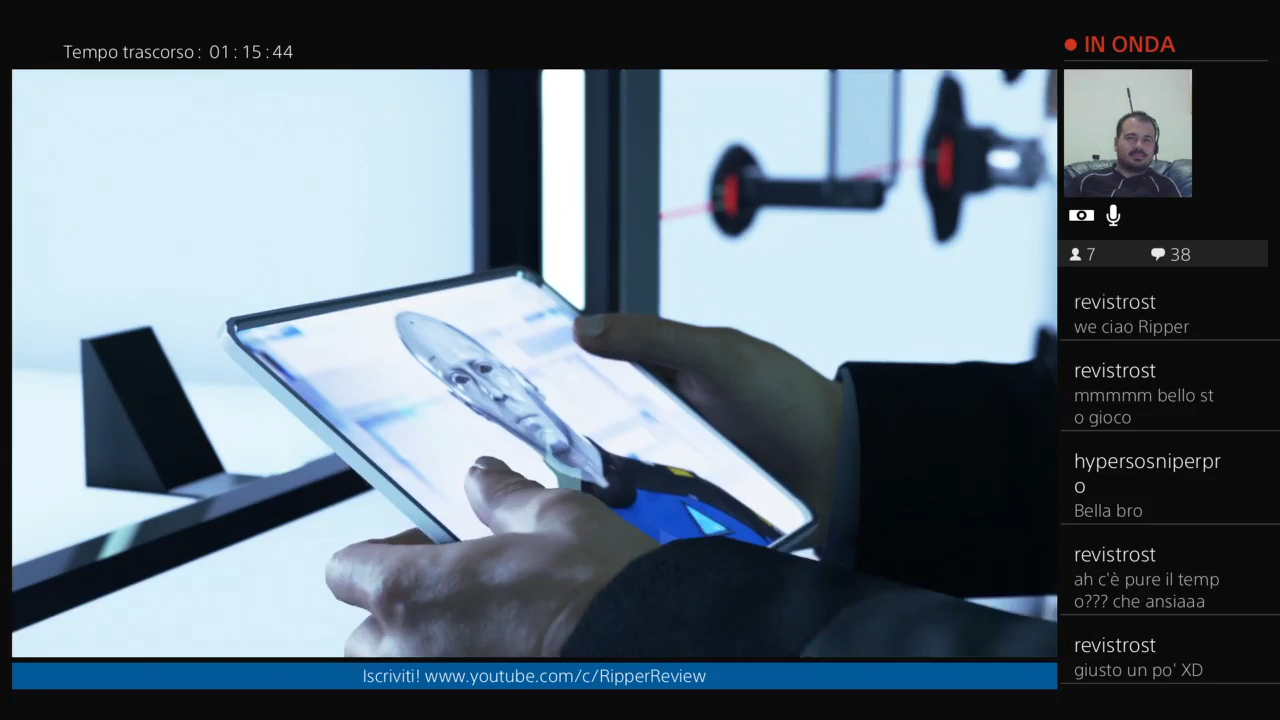 Tempo trascorso: 01:15:44
IN ONDA
7 38
revistrost
we ciao Ripper
revistrost
mmmmm bello st
o gioco
hypersosniperpr
o
Bella bro
revistrost
ah c'è pure il temp
o??? che ansiaaa
revistrost
giusto un po' XD
Iscriviti! www.youtube.com/c/RipperReview